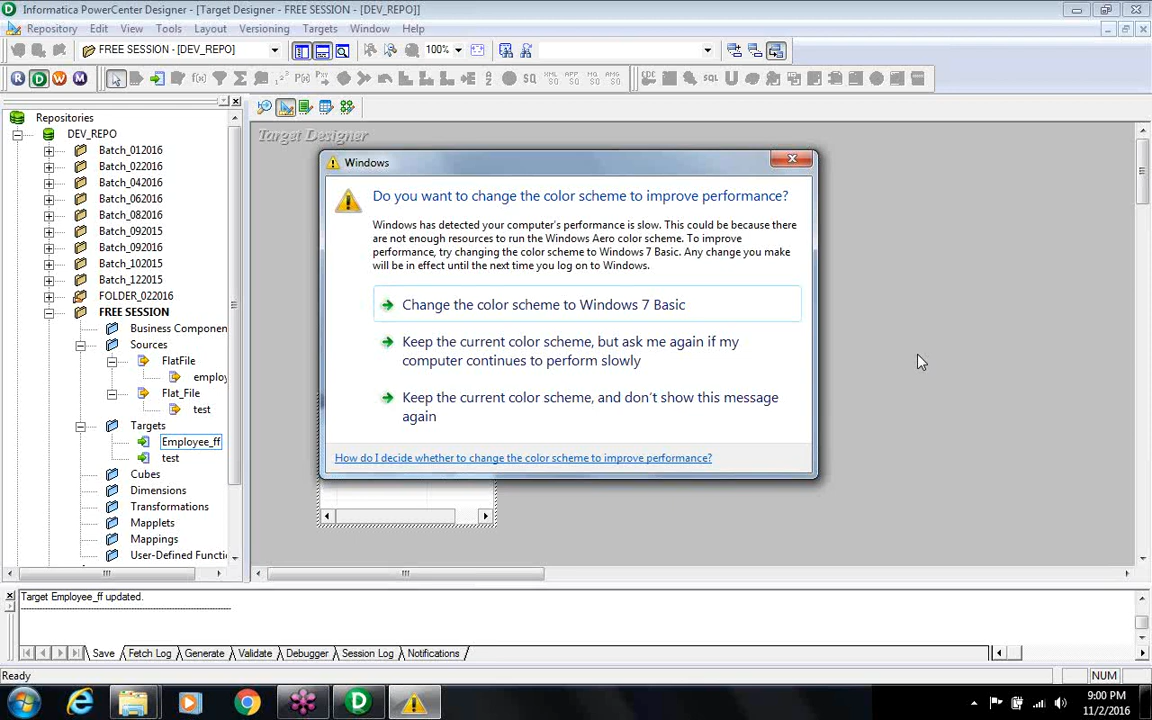 Informatica PowerCenter Designer - [Target Designer - FREE SESSION - [DEV_REPO]]
Repository Edit View Tools Layout Versioning Targets Window Help
FREE SESSION - [DEV_REPO]
100%
R D W M
SQ
SQL
Repositories
DEV_REPO
Batch_012016
Batch_022016
Batch_042016
Batch_062016
Batch_082016
Batch_092015
Batch_092016
Batch_102015
Batch_122015
FOLDER_022016
FREE SESSION
Business Componen
Sources
FlatFile
employ
Flat_File
test
Targets
Employee_ff
test
Cubes
Dimensions
Transformations
Mapplets
Mappings
User-Defined Functi
Target Designer
Windows
Do you want to change the color scheme to improve performance?
Windows has detected your computer's performance is slow. This could be because there
are not enough resources to run the Windows Aero color scheme. To improve
performance, try changing the color scheme to Windows 7 Basic. Any change you make
will be in effect until the next time you log on to Windows.
Change the color scheme to Windows 7 Basic
Keep the current color scheme, but ask me again if my
computer continues to perform slowly
Keep the current color scheme, and don't show this message
again
How do I decide whether to change the color scheme to improve performance?
Target Employee_ff updated.
Save Fetch Log Generate Validate Debugger Session Log Notifications
Ready
NUM
9:00 PM
11/2/2016